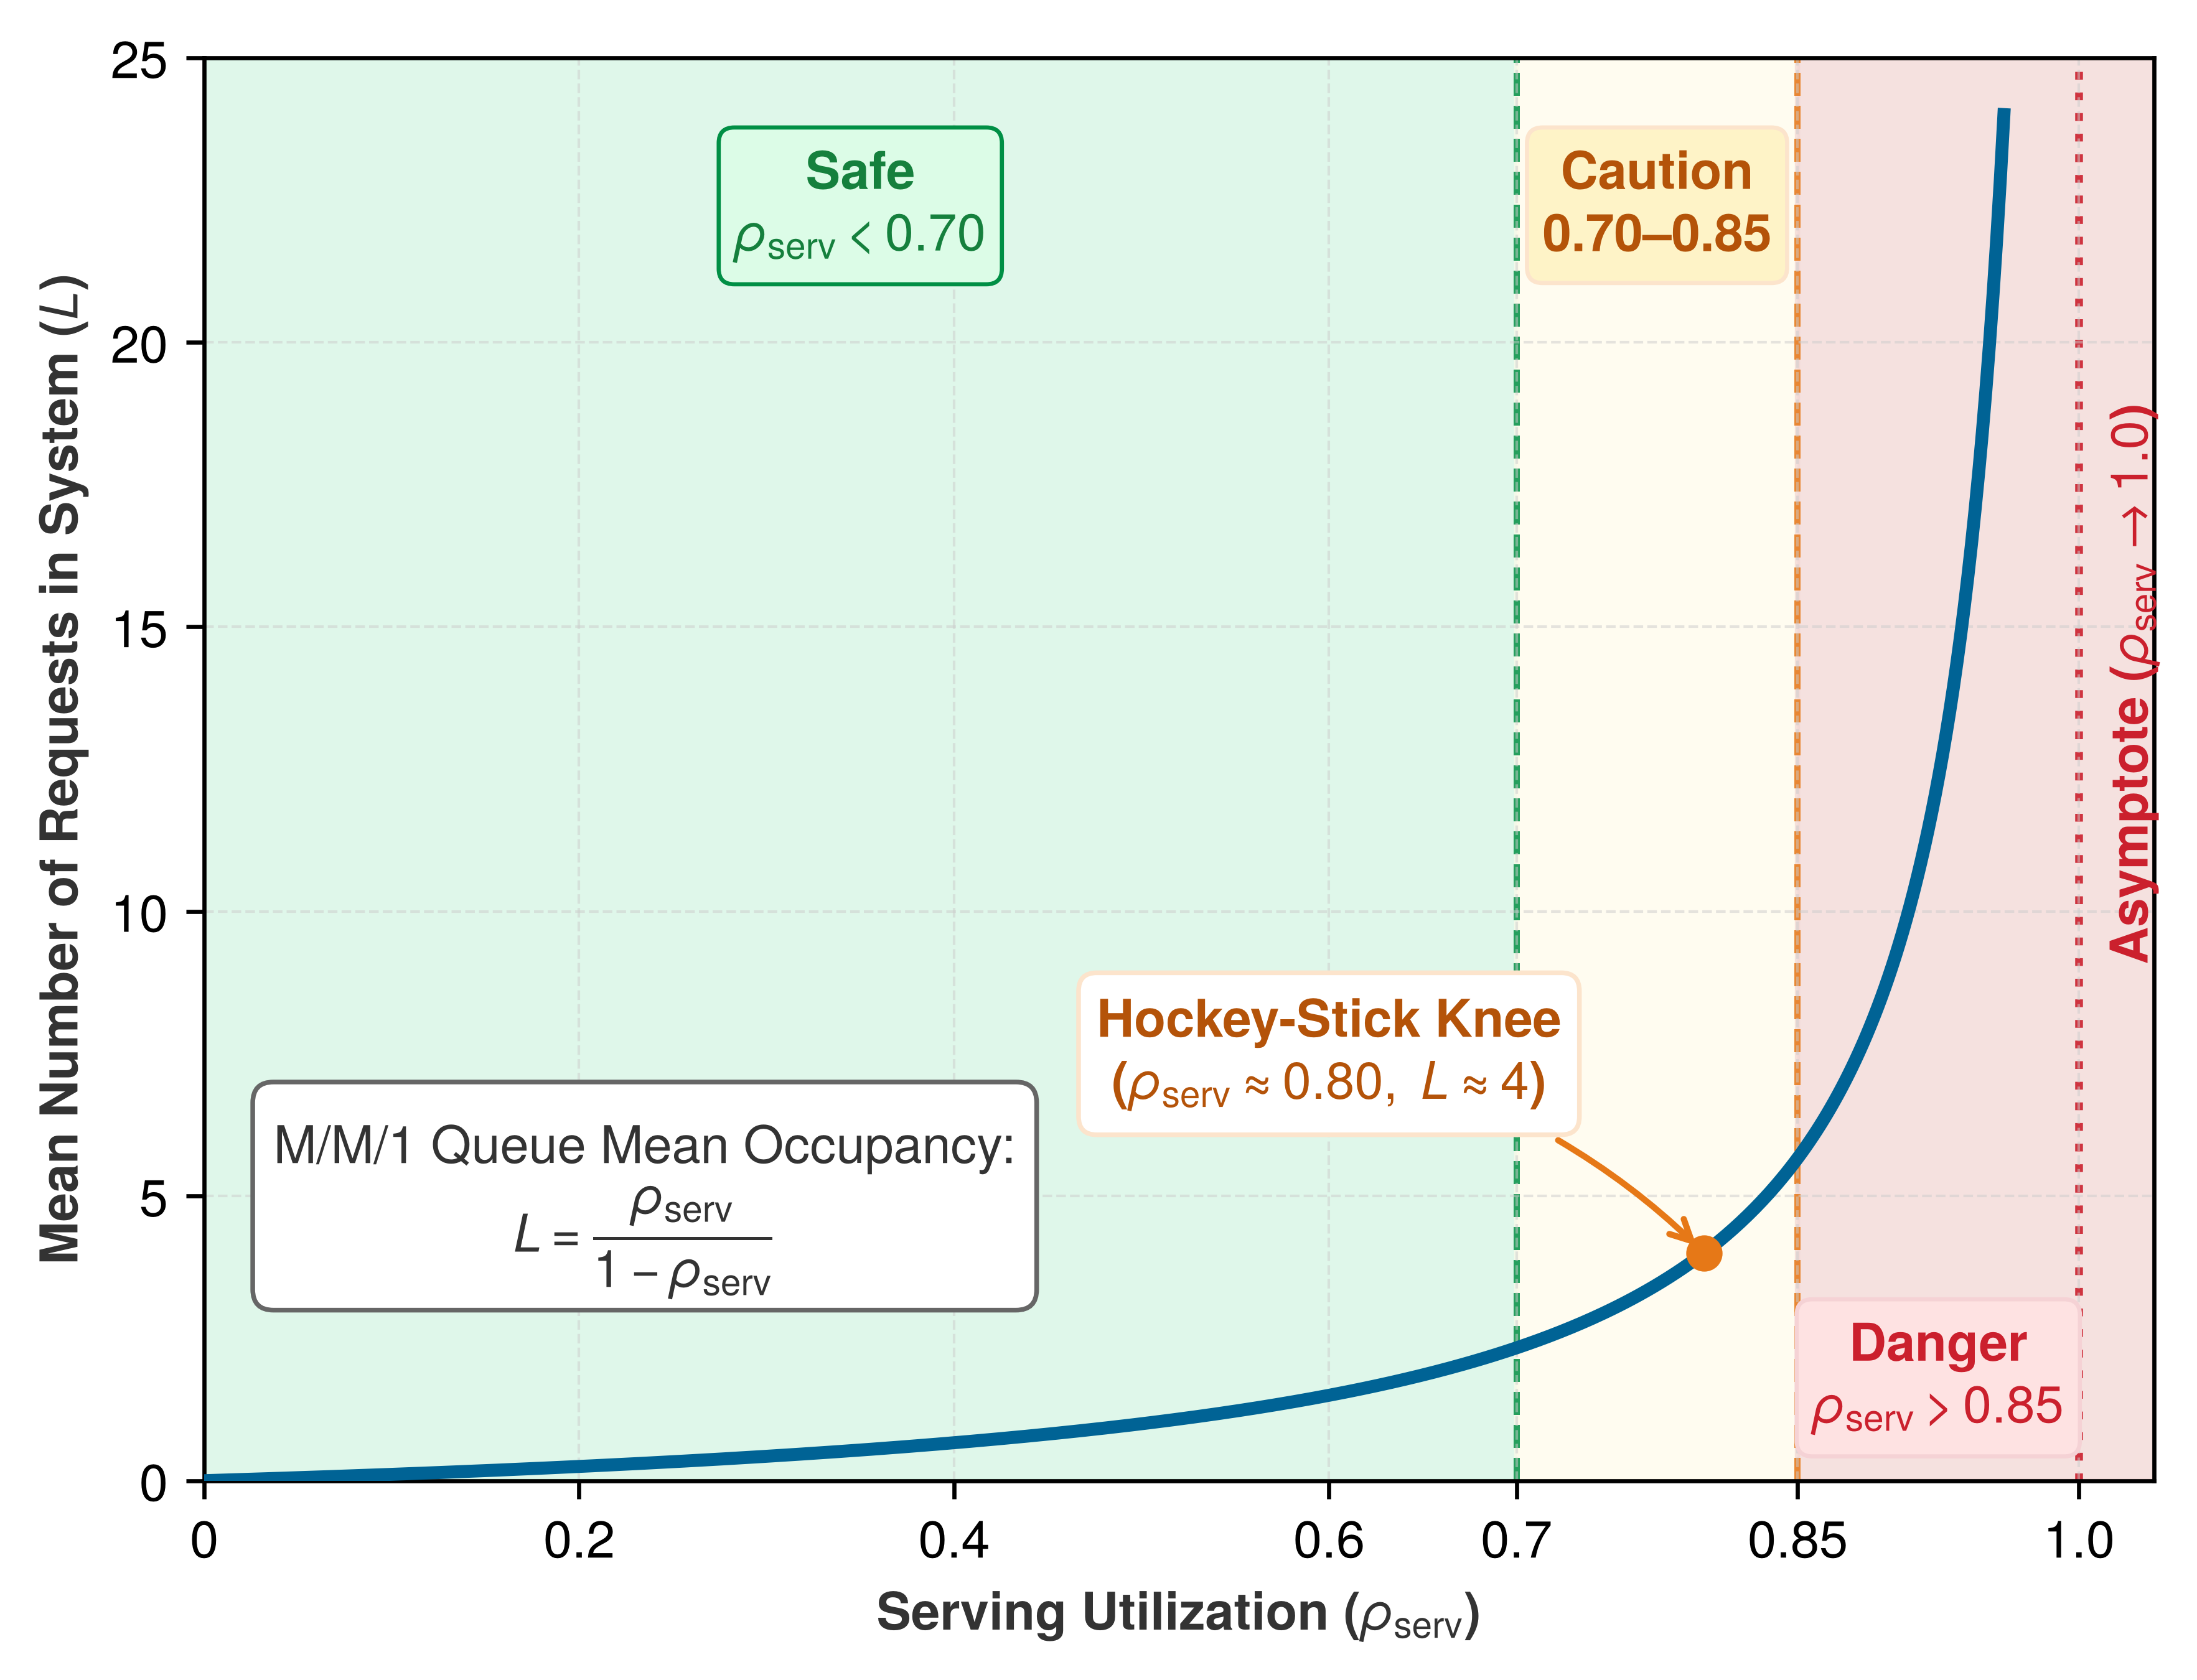 25
20
15
10
5
0
Mean Number of Requests in System (L)
Safe
ρserv < 0.70
Caution
0.70–0.85
Asymptote (ρserv → 1.0)
Hockey-Stick Knee
(ρserv ≈ 0.80, L ≈ 4)
M/M/1 Queue Mean Occupancy:
L = ρserv / 1 − ρserv
Danger
ρserv > 0.85
0 0.2 0.4 0.6 0.7 0.85 1.0
Serving Utilization (ρserv)